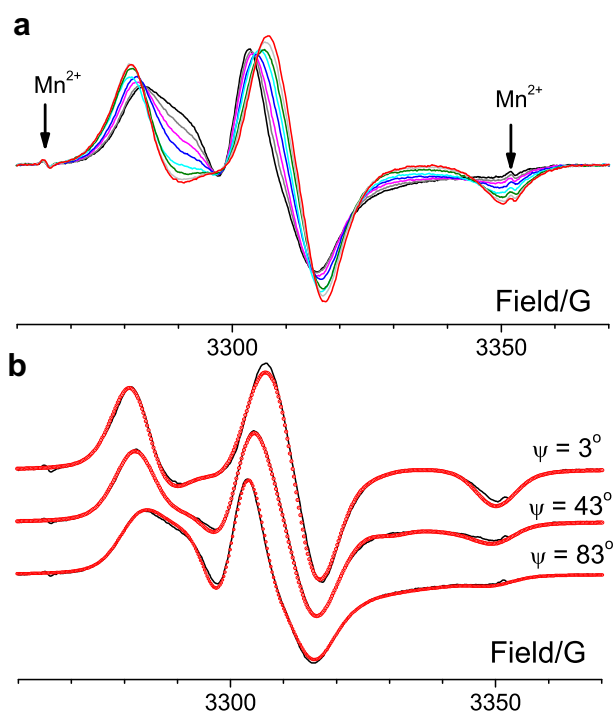 a
Mn²⁺
Mn²⁺
Field/G
3300
3350
b
ψ = 3°
ψ = 43°
ψ = 83°
Field/G
3300
3350